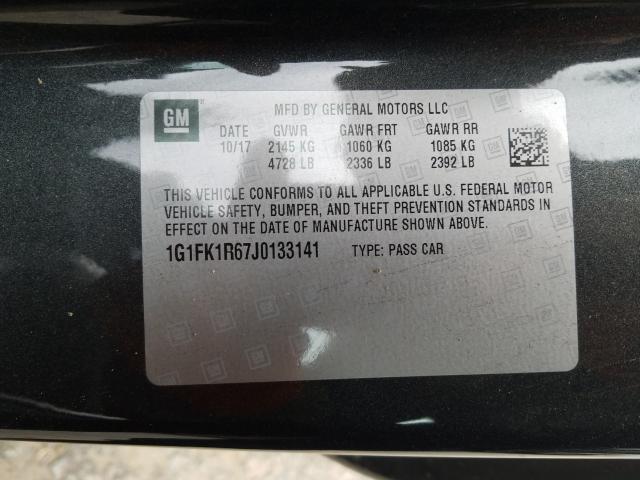 GM
MFD BY GENERAL MOTORS LLC
DATE GVWR GAWR FRT GAWR RR
10/17 2145 KG 1060 KG 1085 KG
4728 LB 2336 LB 2392 LB
THIS VEHICLE CONFORMS TO ALL APPLICABLE U.S. FEDERAL MOTOR
VEHICLE SAFETY, BUMPER, AND THEFT PREVENTION STANDARDS IN
EFFECT ON THE DATE OF MANUFACTURE SHOWN ABOVE.
1G1FK1R67J0133141 TYPE: PASS CAR